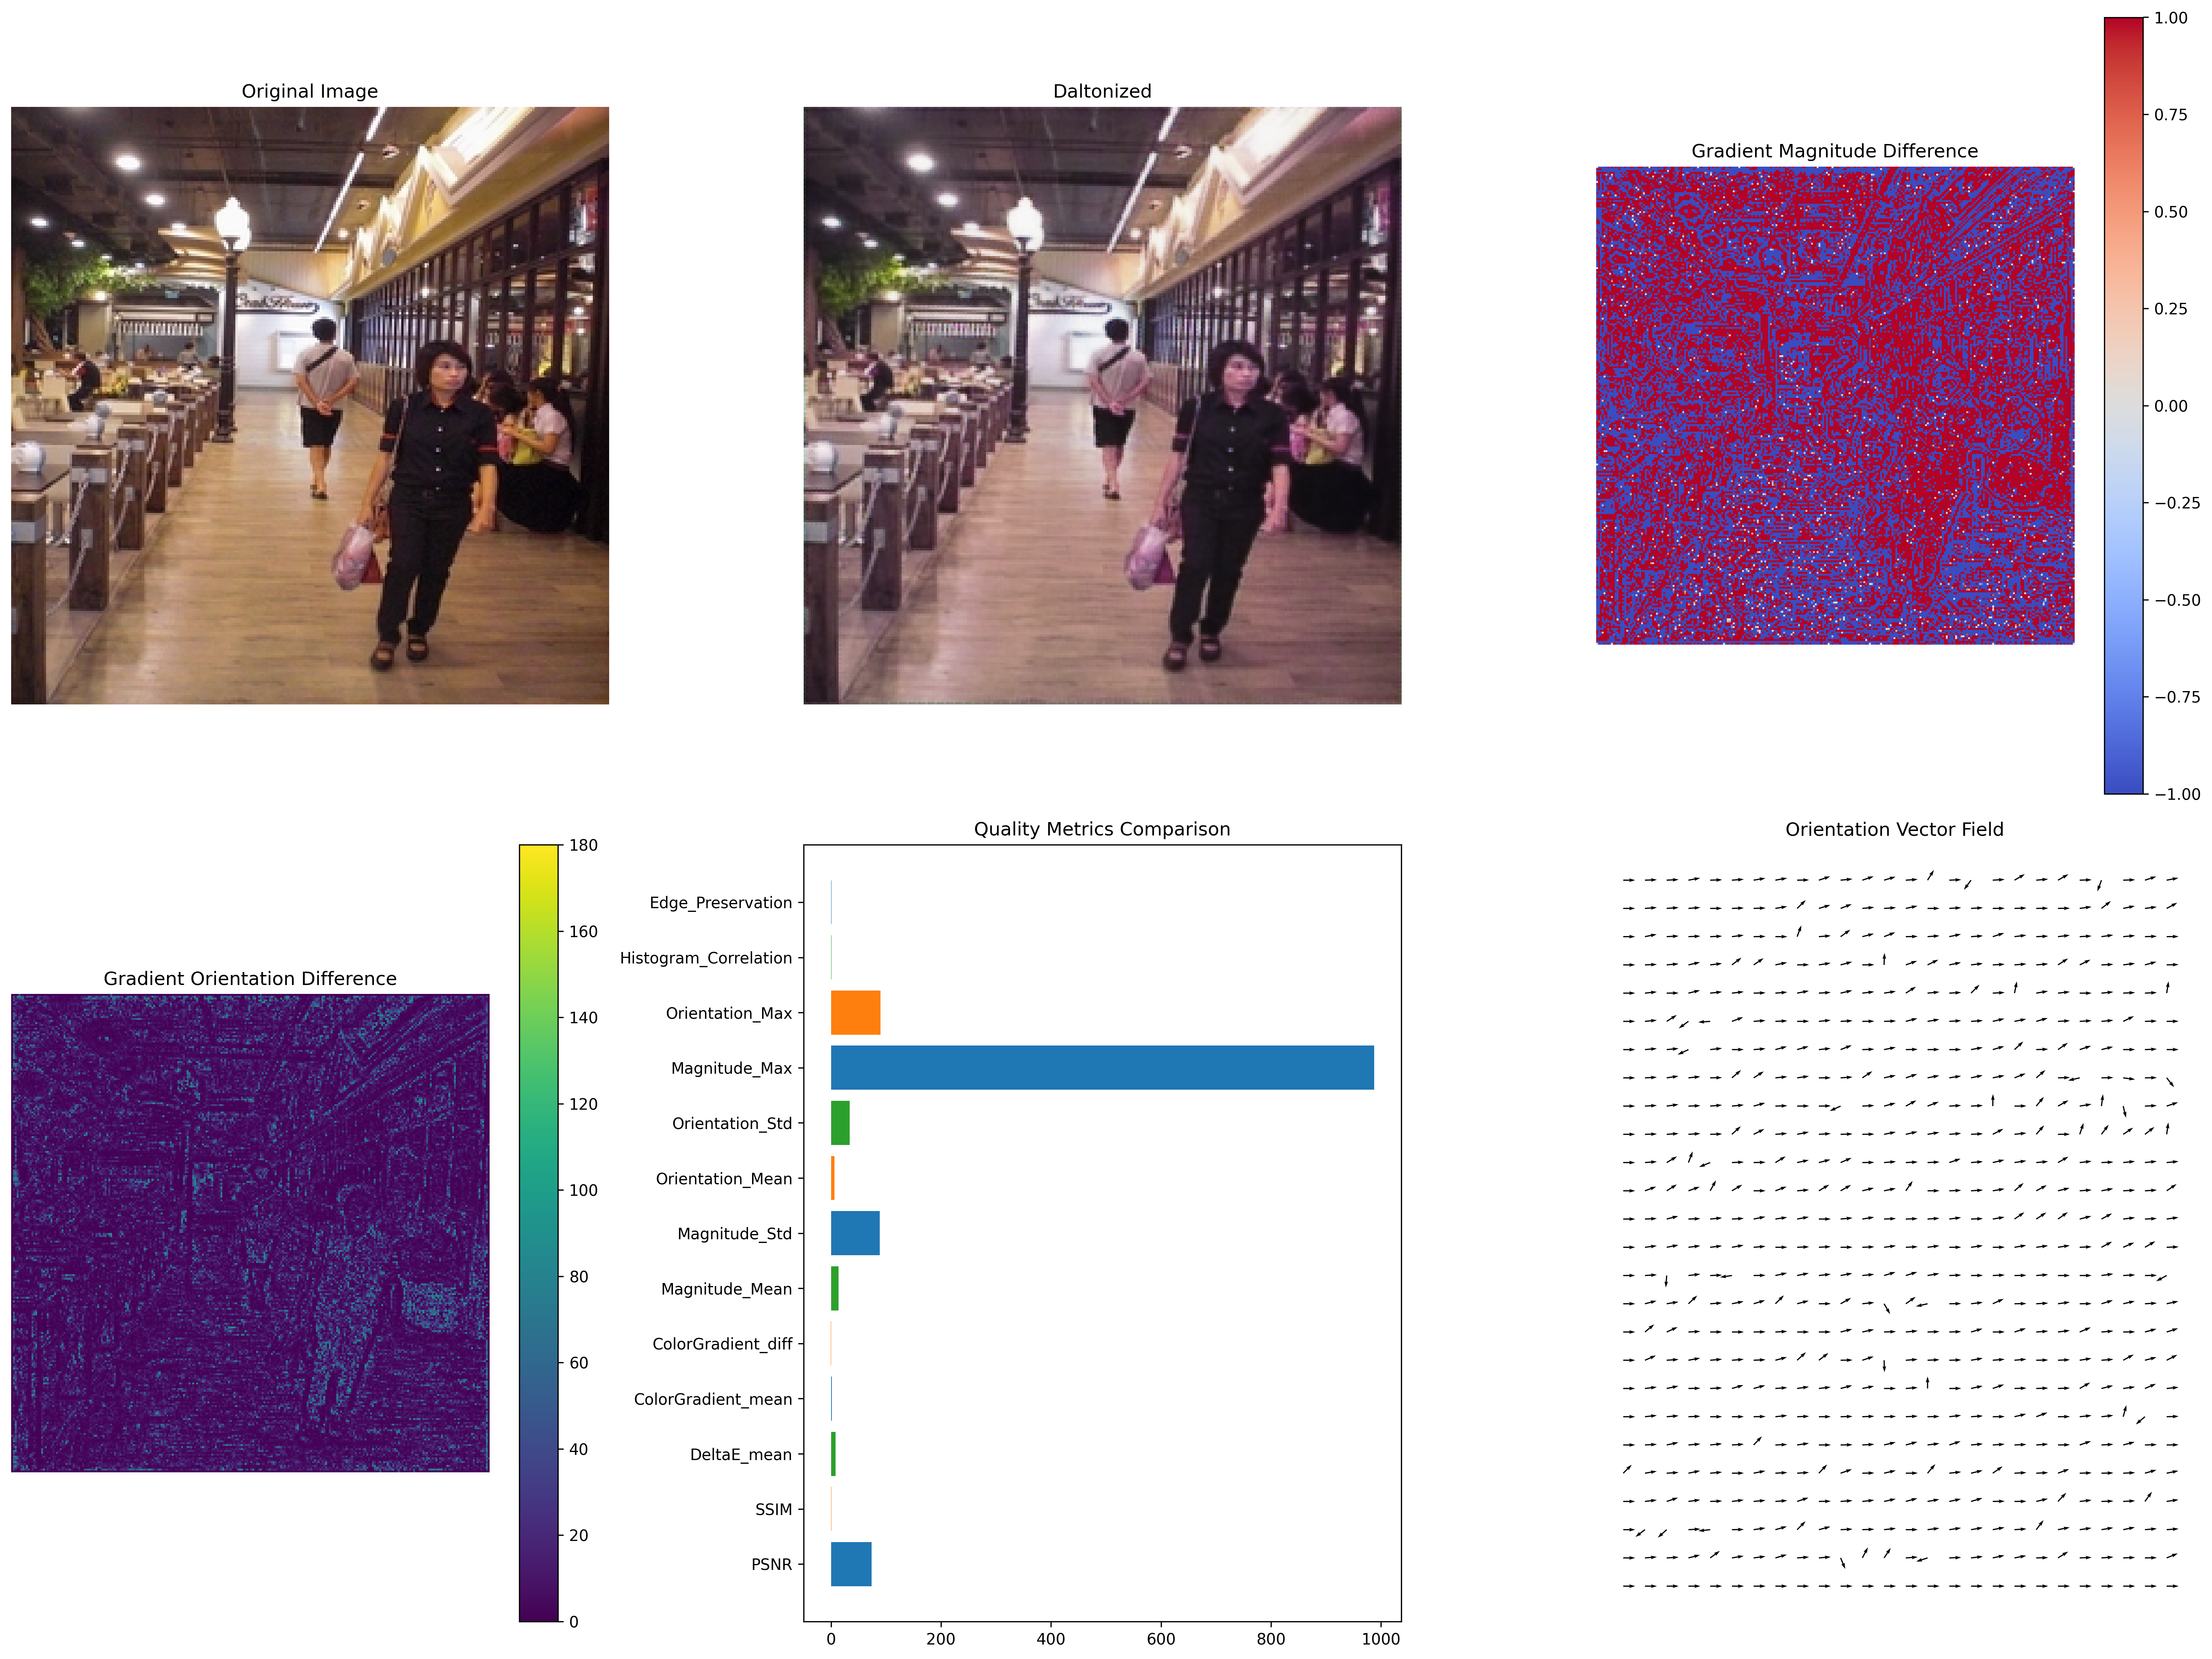 Original Image
Daltonized
Gradient Magnitude Difference
1.00
0.75
0.50
0.25
0.00
−0.25
−0.50
−0.75
−1.00
Gradient Orientation Difference
180
160
140
120
100
80
60
40
20
0
Quality Metrics Comparison
Edge_Preservation
Histogram_Correlation
Orientation_Max
Magnitude_Max
Orientation_Std
Orientation_Mean
Magnitude_Std
Magnitude_Mean
ColorGradient_diff
ColorGradient_mean
DeltaE_mean
SSIM
PSNR
0 200 400 600 800 1000
Orientation Vector Field